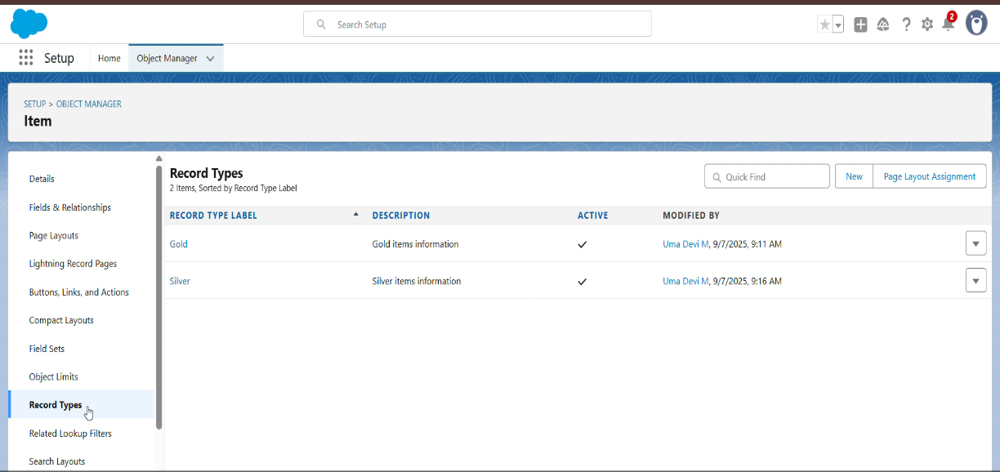 Search Setup
2
Setup
Home
Object Manager
SETUP > OBJECT MANAGER
Item
Details
Fields & Relationships
Page Layouts
Lightning Record Pages
Buttons, Links, and Actions
Compact Layouts
Field Sets
Object Limits
Record Types
Related Lookup Filters
Search Layouts
Record Types
2 Items, Sorted by Record Type Label
Quick Find
New
Page Layout Assignment
RECORD TYPE LABEL DESCRIPTION ACTIVE MODIFIED BY
Gold Gold items information Uma Devi M, 9/7/2025, 9:11 AM
Silver Silver items information Uma Devi M, 9/7/2025, 9:16 AM